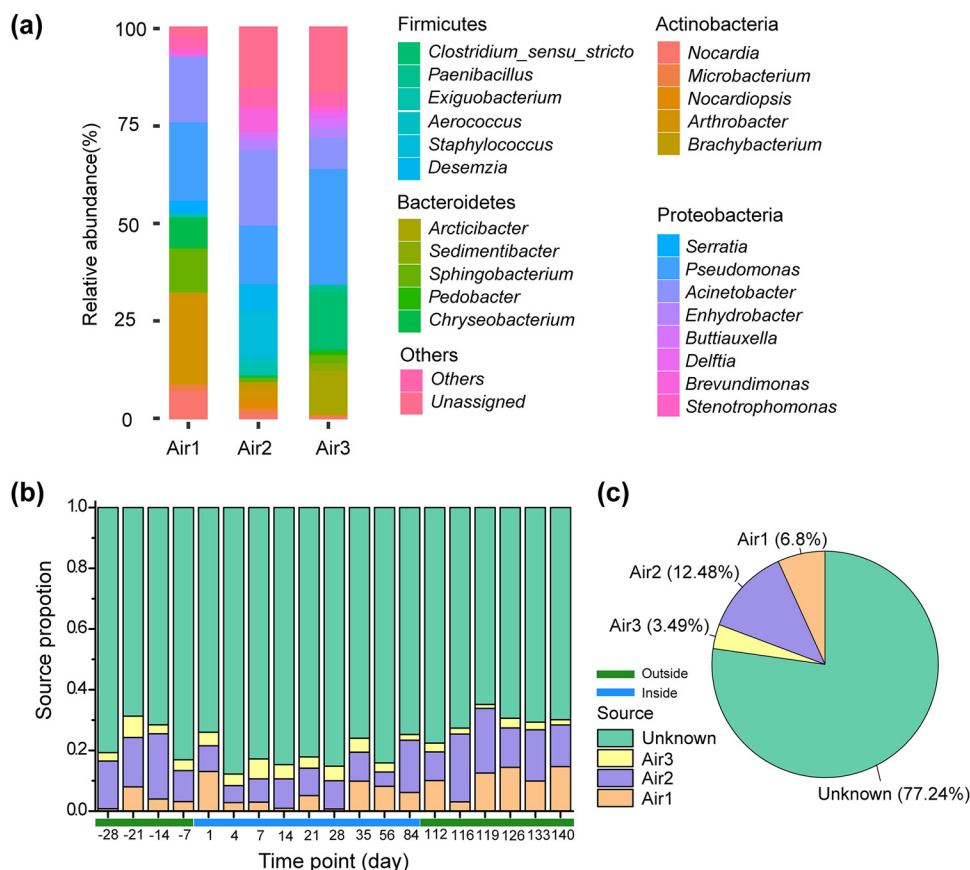 (a)
100
75
50
25
0
Relative abundance(%)
Air1 Air2 Air3
Firmicutes
Clostridium_sensu_stricto
Paenibacillus
Exiguobacterium
Aerococcus
Staphylococcus
Desemzia
Bacteroidetes
Arcticibacter
Sedimentibacter
Sphingobacterium
Pedobacter
Chryseobacterium
Others
Others
Unassigned
Actinobacteria
Nocardia
Microbacterium
Nocardiopsis
Arthrobacter
Brachybacterium
Proteobacteria
Serratia
Pseudomonas
Acinetobacter
Enhydrobacter
Buttiauxella
Delftia
Brevundimonas
Stenotrophomonas
(b)
1.0
0.8
0.6
0.4
0.2
0.0
Source propotion
-28 -21 -14 -7 1 4 7 14 21 28 35 56 84 112 116 119 126 133 140
Time point (day)
Outside
Inside
Source
Unknown
Air3
Air2
Air1
(c)
Air1 (6.8%)
Air2 (12.48%)
Air3 (3.49%)
Unknown (77.24%)